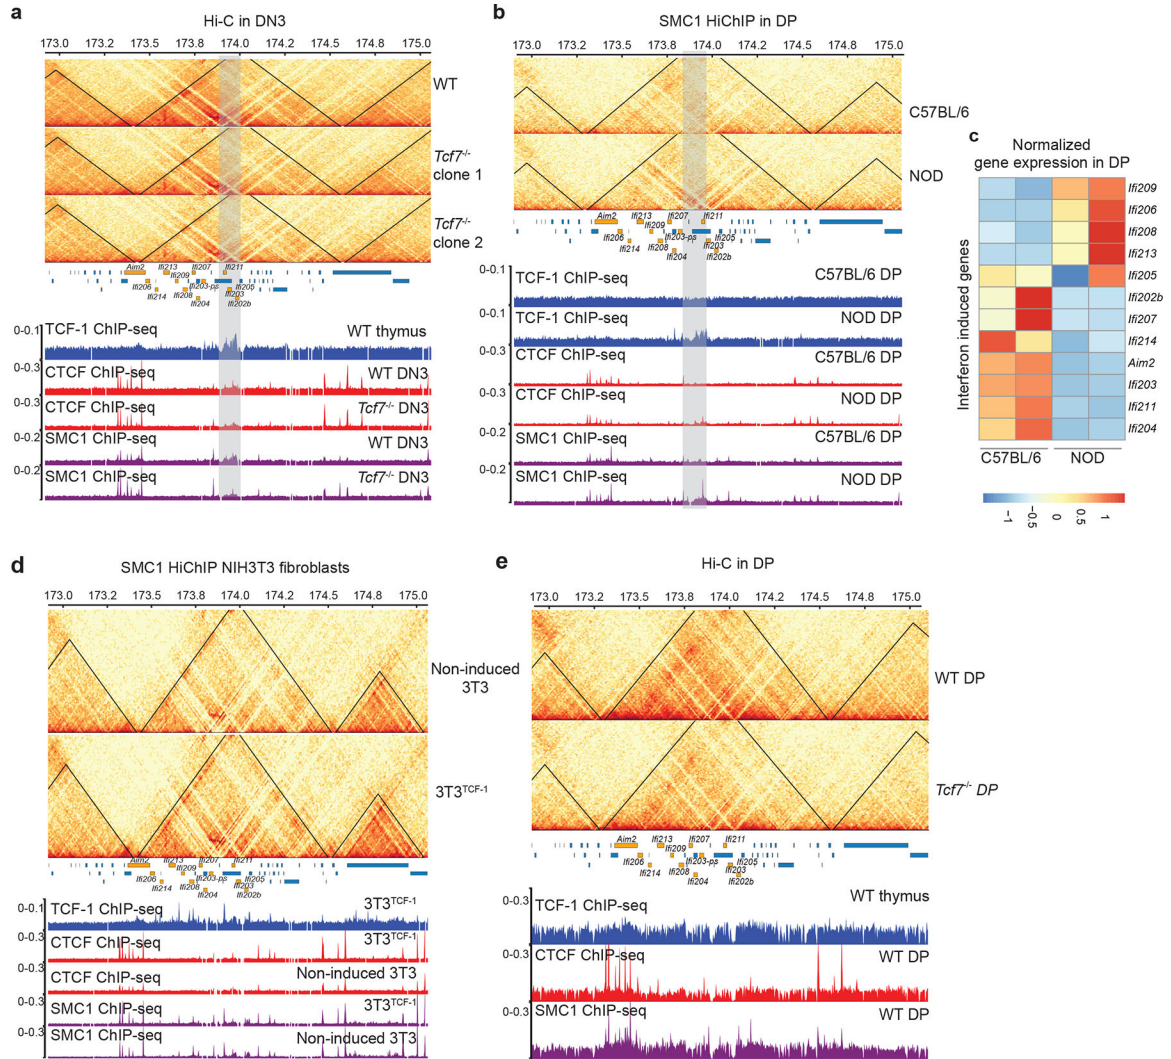 a
Hi-C in DN3
173.0 173.2 173.5 173.8 174.0 174.2 174.5 174.8 175.0
WT
Tcf7-/-
clone 1
Tcf7-/-
clone 2
Aim2 Ifi213 Ifi207 Ifi211
Ifi209
Ifi206 Ifi203-ps Ifi205
Ifi214 Ifi208 Ifi203
Ifi204 Ifi202b
0-0.1 TCF-1 ChIP-seq WT thymus
0-0.3 CTCF ChIP-seq WT DN3
0-0.3 CTCF ChIP-seq Tcf7-/- DN3
0-0.2 SMC1 ChIP-seq WT DN3
0-0.2 SMC1 ChIP-seq Tcf7-/- DN3
b
SMC1 HiChIP in DP
173.0 173.2 173.5 173.8 174.0 174.2 174.5 174.8 175.0
C57BL/6
NOD
Aim2 Ifi213 Ifi207 Ifi211
Ifi209
Ifi206 Ifi203-ps Ifi205
Ifi214 Ifi208 Ifi203
Ifi204 Ifi202b
0-0.1 TCF-1 ChIP-seq C57BL/6 DP
0-0.1 TCF-1 ChIP-seq NOD DP
0-0.3 CTCF ChIP-seq C57BL/6 DP
0-0.3 CTCF ChIP-seq NOD DP
0-0.2 SMC1 ChIP-seq C57BL/6 DP
0-0.2 SMC1 ChIP-seq NOD DP
c
Normalized
gene expression in DP
Interferon induced genes
Ifi209
Ifi206
Ifi208
Ifi213
Ifi205
Ifi202b
Ifi207
Ifi214
Aim2
Ifi203
Ifi211
Ifi204
C57BL/6 NOD
−1 −0.5 0 0.5 1
d
SMC1 HiChIP NIH3T3 fibroblasts
173.0 173.2 173.5 173.8 174.0 174.2 174.5 174.8 175.0
Non-induced
3T3
3T3TCF-1
Aim2 Ifi213 Ifi207 Ifi211
Ifi209
Ifi206 Ifi203-ps Ifi205
Ifi214 Ifi208 Ifi203
Ifi204 Ifi202b
0-0.1 TCF-1 ChIP-seq 3T3TCF-1
0-0.3 CTCF ChIP-seq 3T3TCF-1
0-0.3 CTCF ChIP-seq Non-induced 3T3
0-0.3 SMC1 ChIP-seq 3T3TCF-1
0-0.3 SMC1 ChIP-seq Non-induced 3T3
e
Hi-C in DP
173.0 173.2 173.5 173.8 174.0 174.2 174.5 174.8 175.0
WT DP
Tcf7-/- DP
Aim2 Ifi213 Ifi207 Ifi211
Ifi209
Ifi206 Ifi203-ps Ifi205
Ifi214 Ifi208 Ifi203
Ifi204 Ifi202b
0-0.3 TCF-1 ChIP-seq WT thymus
0-0.3 CTCF ChIP-seq WT DP
0-0.3 SMC1 ChIP-seq WT DP